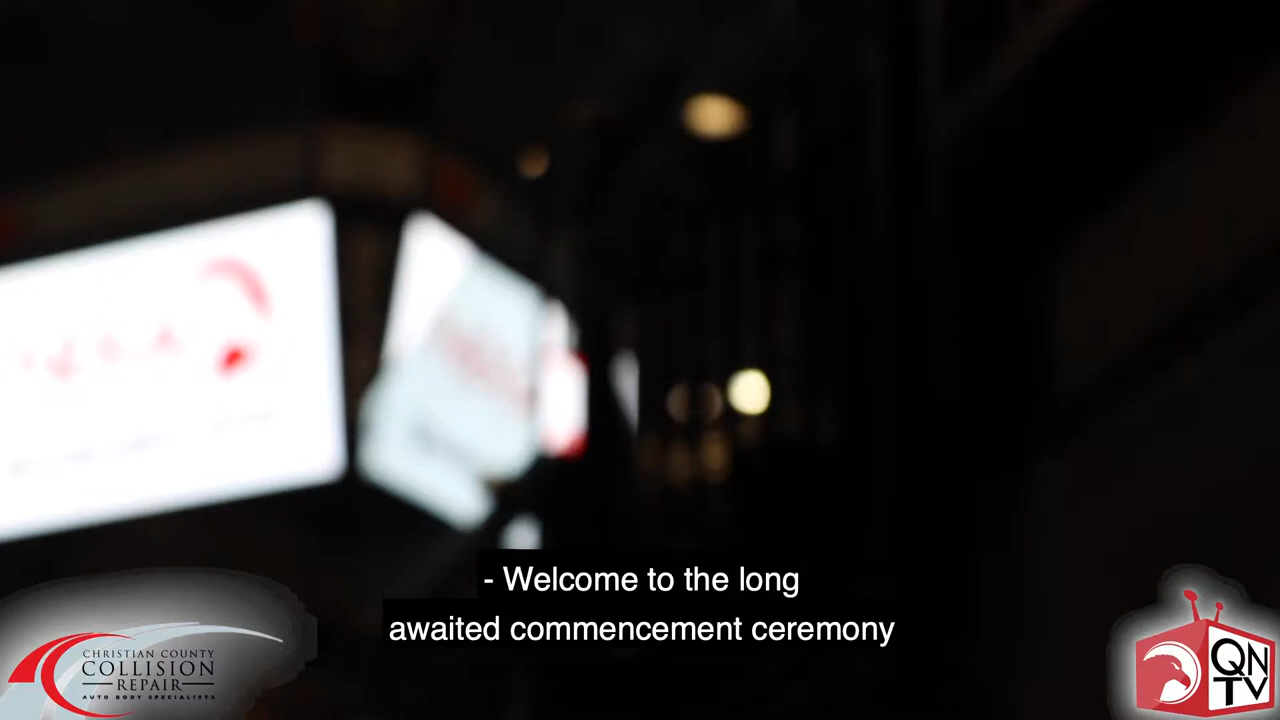 - Welcome to the long
awaited commencement ceremony
CHRISTIAN COUNTY
COLLISION
REPAIR
AUTO BODY SPECIALISTS
QN
TV